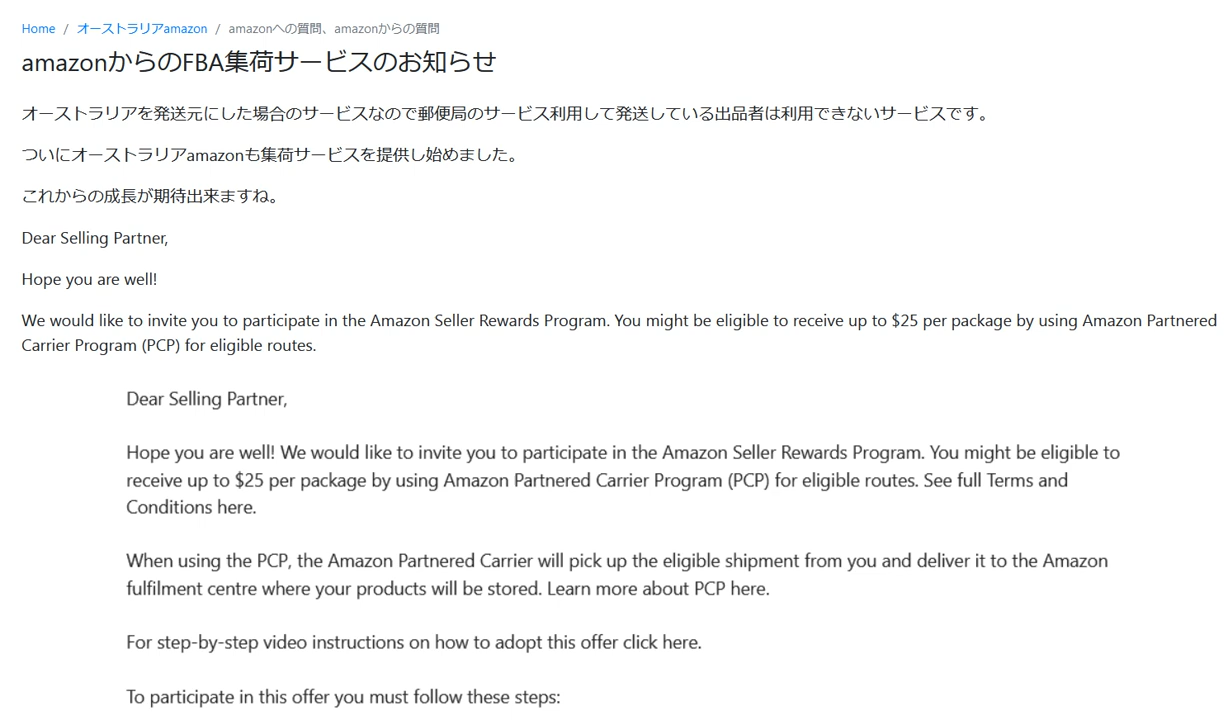 Home / オーストラリアamazon / amazonへの質問、amazonからの質問
amazonからのFBA集荷サービスのお知らせ
オーストラリアを発送元にした場合のサービスなので郵便局のサービス利用して発送している出品者は利用できないサービスです。
ついにオーストラリアamazonも集荷サービスを提供し始めました。
これからの成長が期待出来ますね。
Dear Selling Partner,
Hope you are well!
We would like to invite you to participate in the Amazon Seller Rewards Program. You might be eligible to receive up to $25 per package by using Amazon Partnered
Carrier Program (PCP) for eligible routes.
Dear Selling Partner,
Hope you are well! We would like to invite you to participate in the Amazon Seller Rewards Program. You might be eligible to
receive up to $25 per package by using Amazon Partnered Carrier Program (PCP) for eligible routes. See full Terms and
Conditions here.
When using the PCP, the Amazon Partnered Carrier will pick up the eligible shipment from you and deliver it to the Amazon
fulfilment centre where your products will be stored. Learn more about PCP here.
For step-by-step video instructions on how to adopt this offer click here.
To participate in this offer you must follow these steps: